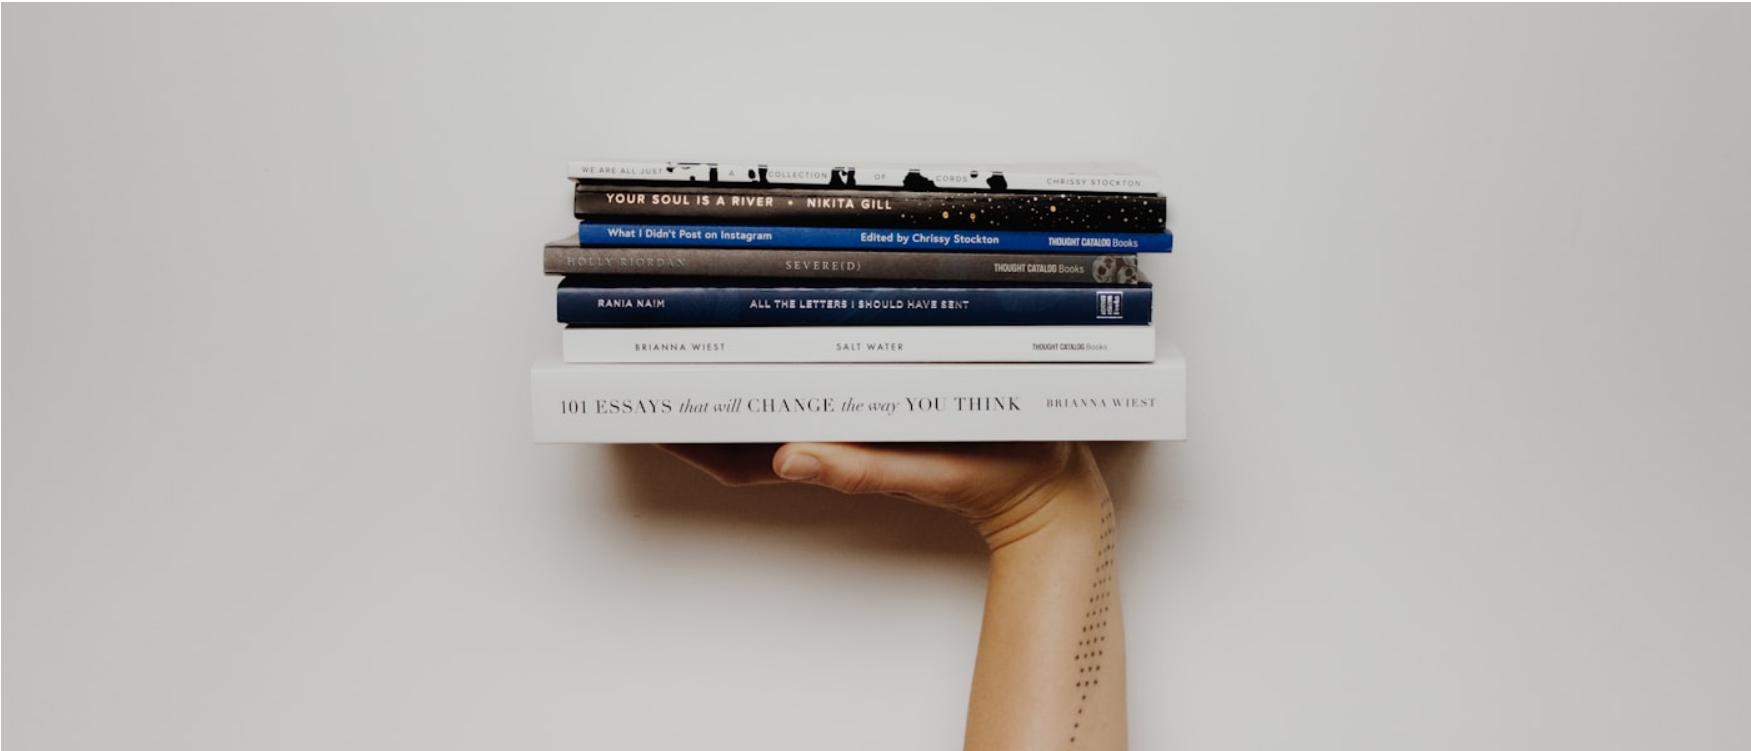 WE ARE ALL JUST A COLLECTION OF CORDS CHRISSY STOCKTON
YOUR SOUL IS A RIVER • NIKITA GILL
What I Didn't Post on Instagram Edited by Chrissy Stockton THOUGHT CATALOG Books
HOLLY RIORDAN SEVERE(D) THOUGHT CATALOG Books
RANIA NAIM ALL THE LETTERS I SHOULD HAVE SENT
BRIANNA WIEST SALT WATER THOUGHT CATALOG Books
101 ESSAYS that will CHANGE the way YOU THINK BRIANNA WIEST